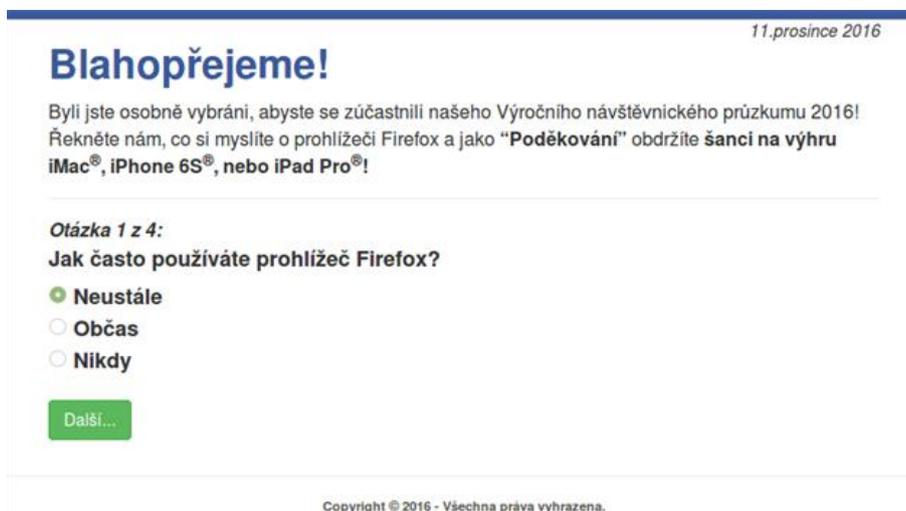 11.prosince 2016
Blahopřejeme!
Byli jste osobně vybráni, abyste se zúčastnili našeho Výročního návštěvnického průzkumu 2016!
Řekněte nám, co si myslíte o prohlížeči Firefox a jako “Poděkování” obdržíte šanci na výhru
iMac®, iPhone 6S®, nebo iPad Pro®!
Otázka 1 z 4:
Jak často používáte prohlížeč Firefox?
Neustále
Občas
Nikdy
Další...
Copyright © 2016 - Všechna práva vyhrazena.